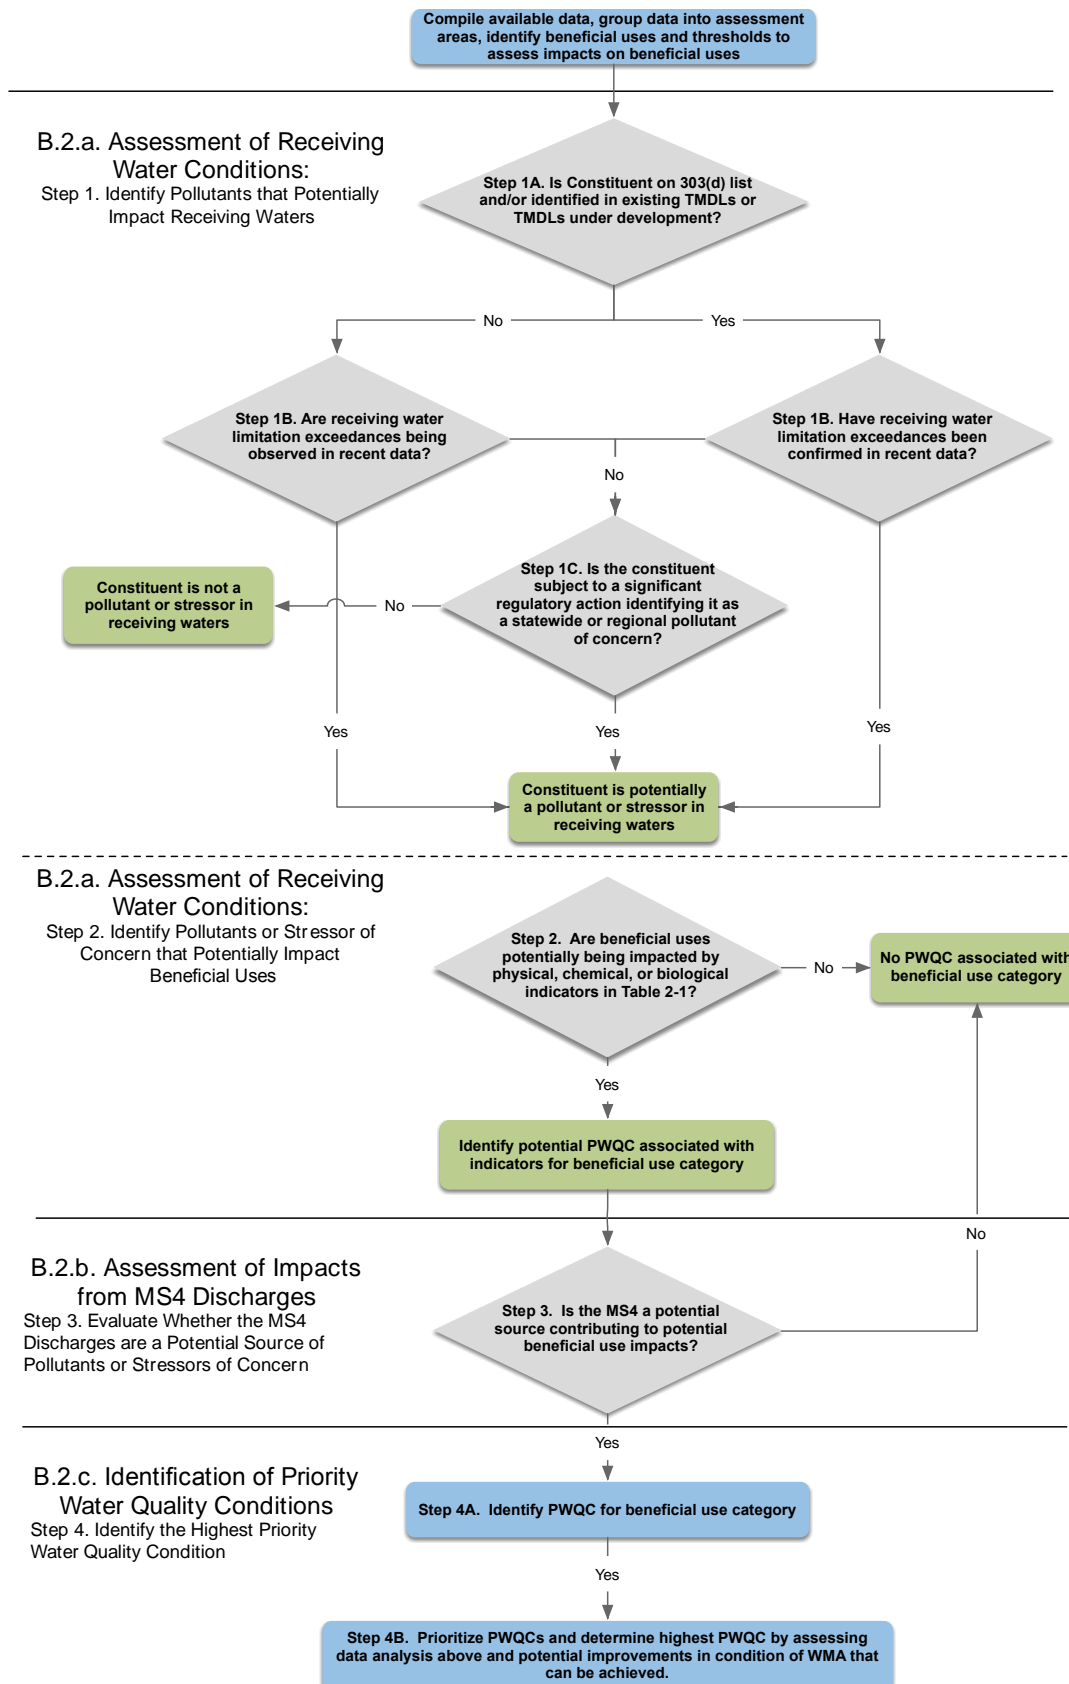 Compile available data, group data into assessment
areas, identify beneficial uses and thresholds to
assess impacts on beneficial uses
B.2.a. Assessment of Receiving
Water Conditions:
Step 1. Identify Pollutants that Potentially
Impact Receiving Waters
Step 1A. Is Constituent on 303(d) list
and/or identified in existing TMDLs or
TMDLs under development?
No
Yes
Step 1B. Are receiving water
limitation exceedances being
observed in recent data?
Step 1B. Have receiving water
limitation exceedances been
confirmed in recent data?
No
Step 1C. Is the constituent
subject to a significant
regulatory action identifying it as
a statewide or regional pollutant
of concern?
No
Constituent is not a
pollutant or stressor in
receiving waters
Yes
Yes
Yes
Constituent is potentially
a pollutant or stressor in
receiving waters
B.2.a. Assessment of Receiving
Water Conditions:
Step 2. Identify Pollutants or Stressor of
Concern that Potentially Impact
Beneficial Uses
Step 2.  Are beneficial uses
potentially being impacted by
physical, chemical, or biological
indicators in Table 2-1?
No
No PWQC associated with
beneficial use category
Yes
Identify potential PWQC associated with
indicators for beneficial use category
No
B.2.b. Assessment of Impacts
from MS4 Discharges
Step 3. Evaluate Whether the MS4
Discharges are a Potential Source of
Pollutants or Stressors of Concern
Step 3.  Is the MS4 a potential
source contributing to potential
beneficial use impacts?
Yes
B.2.c. Identification of Priority
Water Quality Conditions
Step 4. Identify the Highest Priority
Water Quality Condition
Step 4A.  Identify PWQC for beneficial use category
Yes
Step 4B.  Prioritize PWQCs and determine highest PWQC by assessing
data analysis above and potential improvements in condition of WMA that
can be achieved.